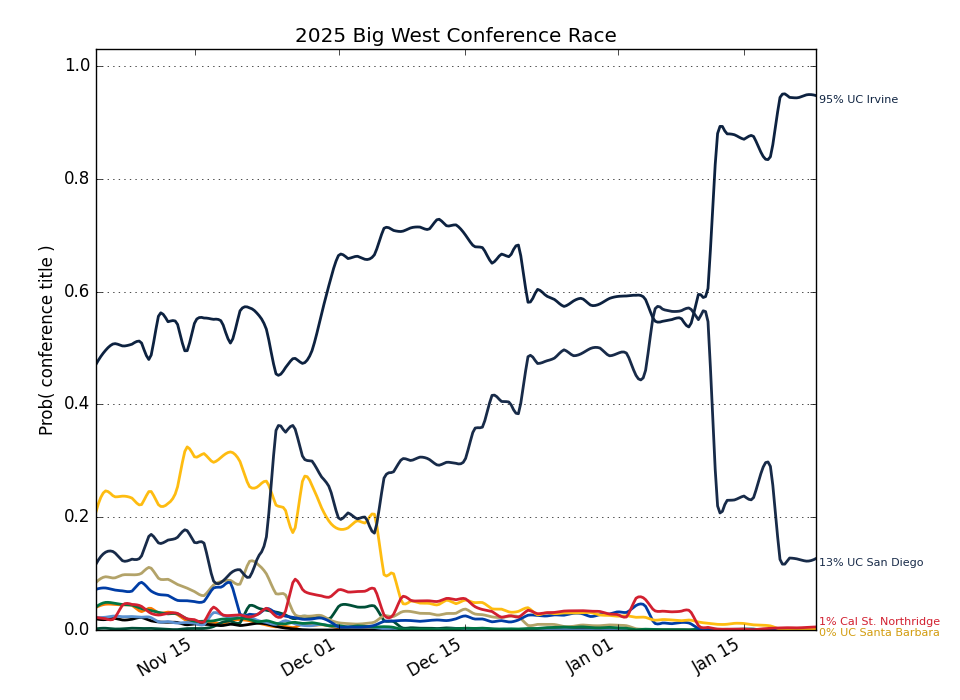 2025 Big West Conference Race
1.0
95% UC Irvine
0.8
Prob( conference title )
0.6
0.4
0.2
13% UC San Diego
1% Cal St. Northridge
0.0
0% UC Santa Barbara
Nov 15
Dec 01
Dec 15
Jan 01
Jan 15